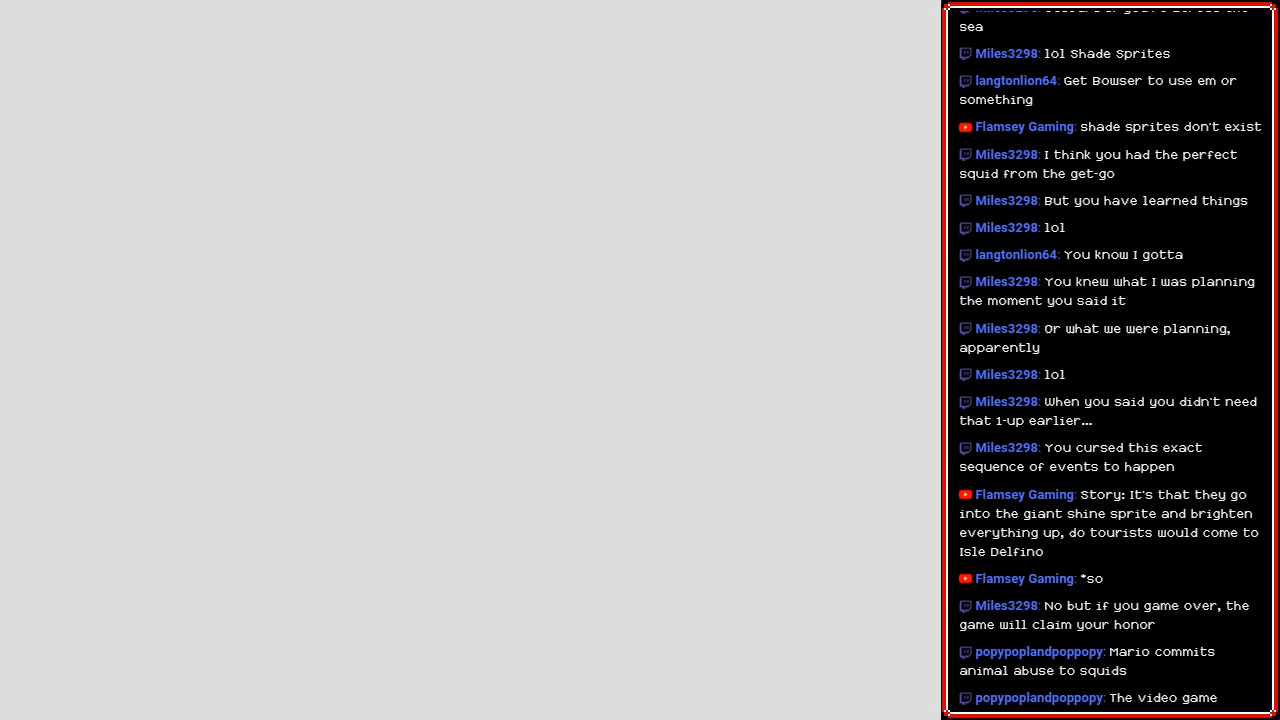 sea
Miles3298: lol Shade Sprites
langtonlion64: Get Bowser to use em or
something
Flamsey Gaming: shade sprites don't exist
Miles3298: I think you had the perfect
squid from the get-go
Miles3298: But you have learned things
Miles3298: lol
langtonlion64: You know I gotta
Miles3298: You knew what I was planning
the moment you said it
Miles3298: Or what we were planning,
apparently
Miles3298: lol
Miles3298: When you said you didn't need
that 1-up earlier...
Miles3298: You cursed this exact
sequence of events to happen
Flamsey Gaming: Story: It's that they go
into the giant shine sprite and brighten
everything up, do tourists would come to
Isle Delfino
Flamsey Gaming: *so
Miles3298: No but if you game over, the
game will claim your honor
popypoplandpoppopy: Mario commits
animal abuse to squids
popypoplandpoppopy: The video game